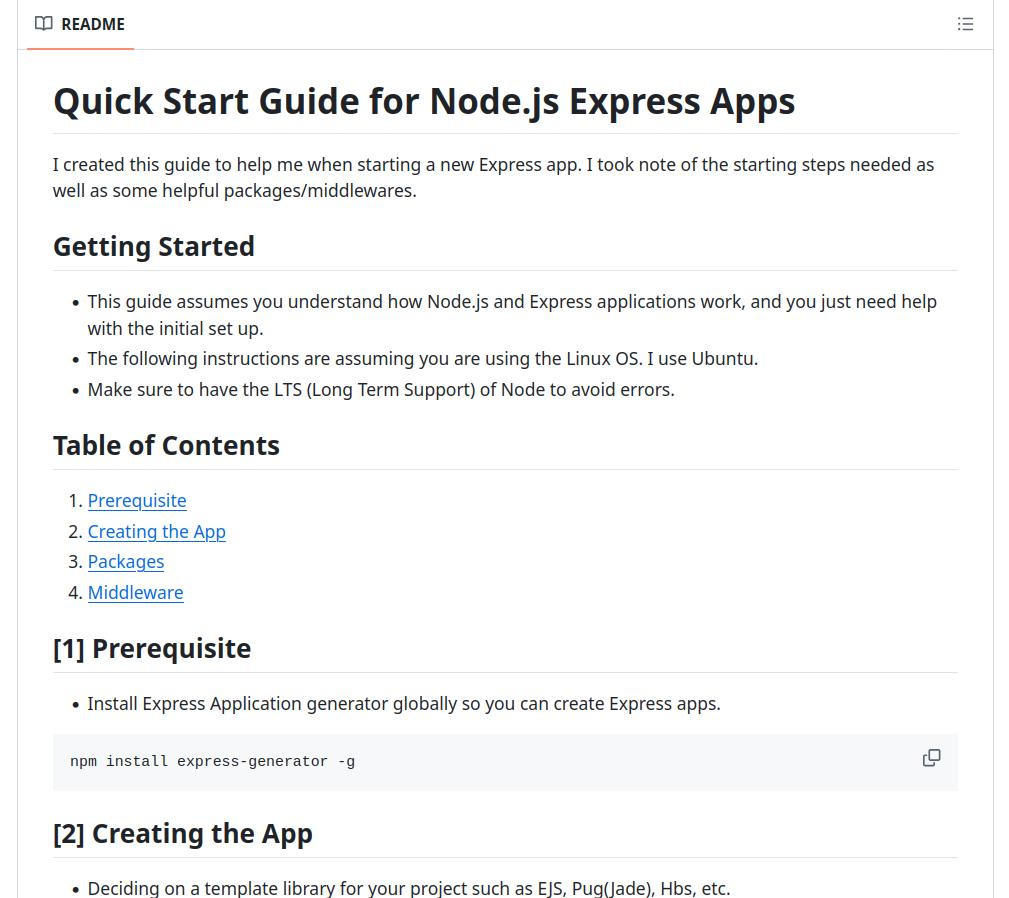 README
Quick Start Guide for Node.js Express Apps
I created this guide to help me when starting a new Express app. I took note of the starting steps needed as
well as some helpful packages/middlewares.
Getting Started
• This guide assumes you understand how Node.js and Express applications work, and you just need help
with the initial set up.
• The following instructions are assuming you are using the Linux OS. I use Ubuntu.
• Make sure to have the LTS (Long Term Support) of Node to avoid errors.
Table of Contents
1. Prerequisite
2. Creating the App
3. Packages
4. Middleware
[1] Prerequisite
• Install Express Application generator globally so you can create Express apps.
npm install express-generator -g
[2] Creating the App
• Deciding on a template library for your project such as EJS, Pug(Jade), Hbs, etc.